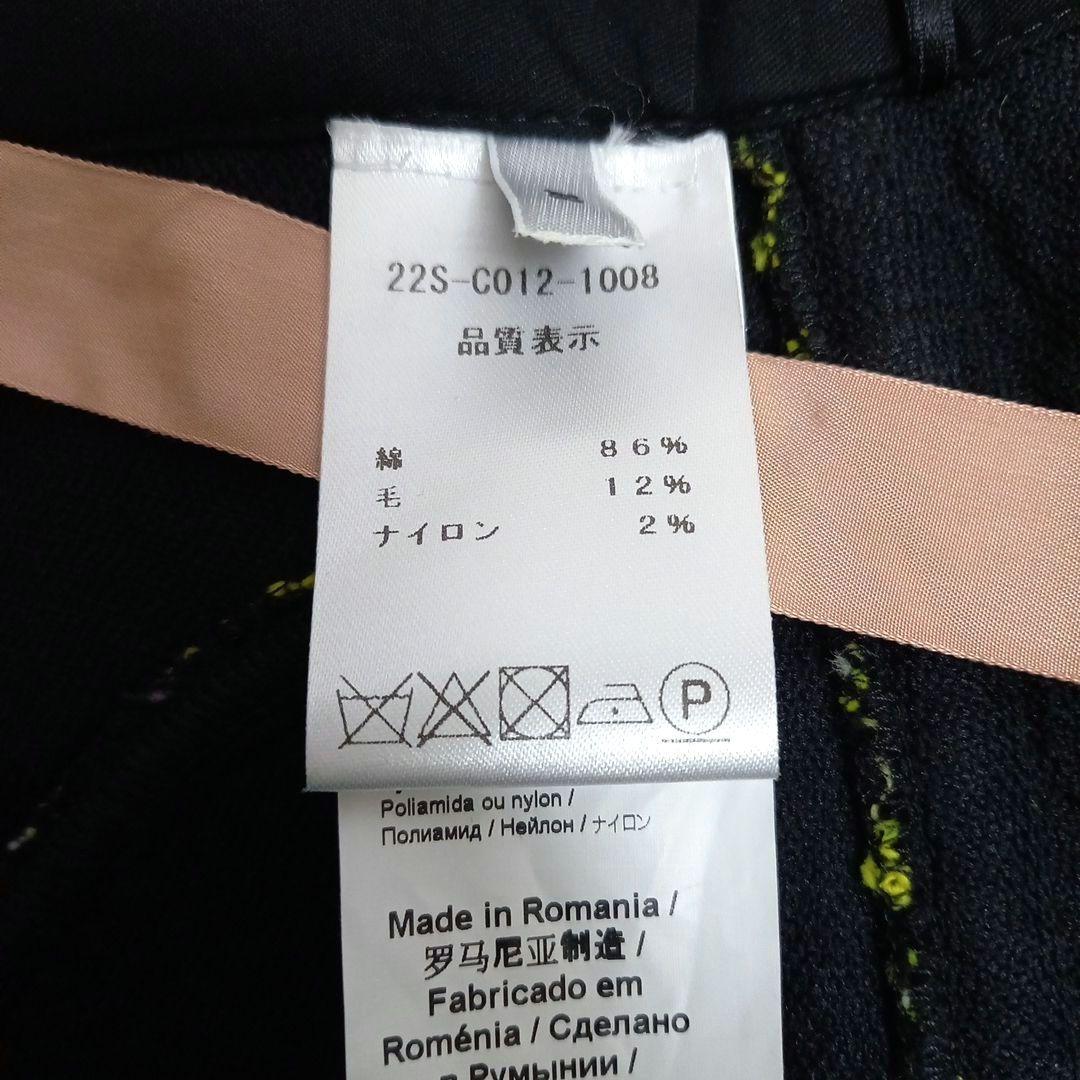 22S-C012-1008
品質表示
綿 86%
毛 12%
ナイロン 2%
P
Poliamida ou nylon /
Полиамид / Нейлон / ナイロン
Made in Romania /
罗马尼亚制造 /
Fabricado em
Roménia / Сделано
в Румынии /